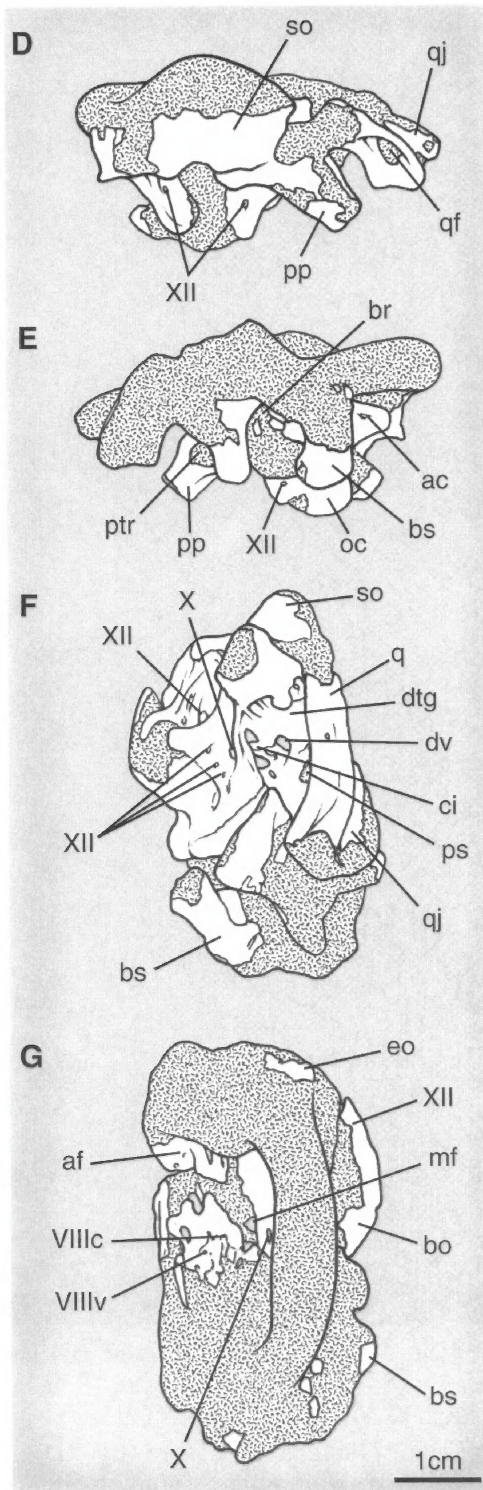 D
so
qj
qf
pp
XII
E
br
ac
ptr
pp
XII
oc
bs
F
so
X
XII
q
dtg
dv
ci
ps
XII
qj
bs
G
eo
XII
af
mf
VIIIc
bo
VIIIv
bs
X
1cm